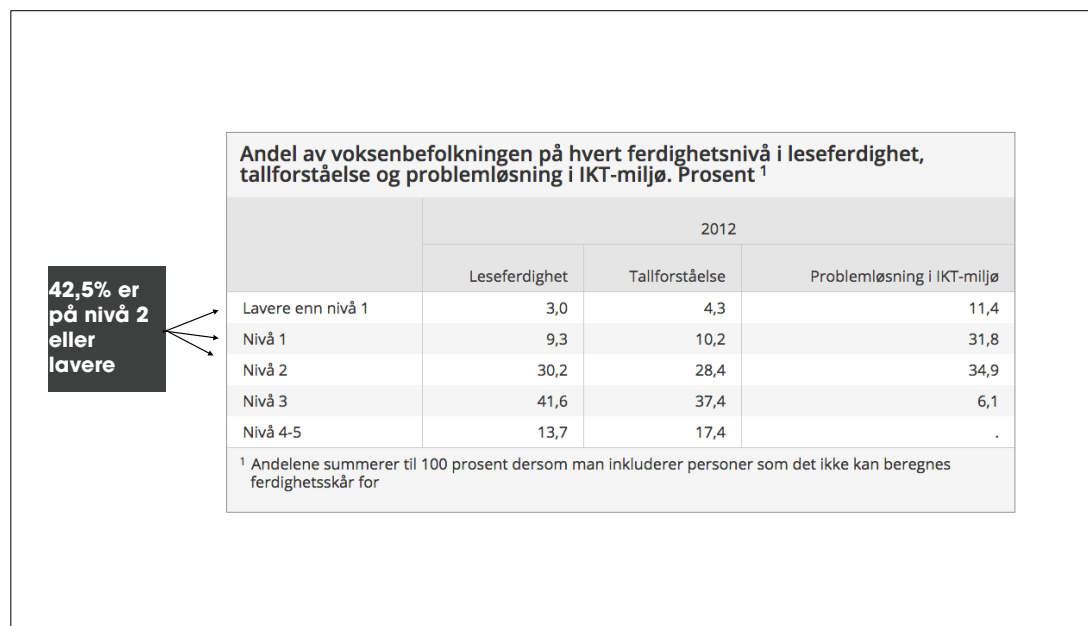 Andel av voksenbefolkningen på hvert ferdighetsnivå i leseferdighet,
tallforståelse og problemløsning i IKT-miljø. Prosent ¹
2012
Leseferdighet Tallforståelse Problemløsning i IKT-miljø
42,5% er
på nivå 2
eller
lavere
Lavere enn nivå 1 3,0 4,3 11,4
Nivå 1 9,3 10,2 31,8
Nivå 2 30,2 28,4 34,9
Nivå 3 41,6 37,4 6,1
Nivå 4-5 13,7 17,4 .
¹ Andelene summerer til 100 prosent dersom man inkluderer personer som det ikke kan beregnes
ferdighetsskår for